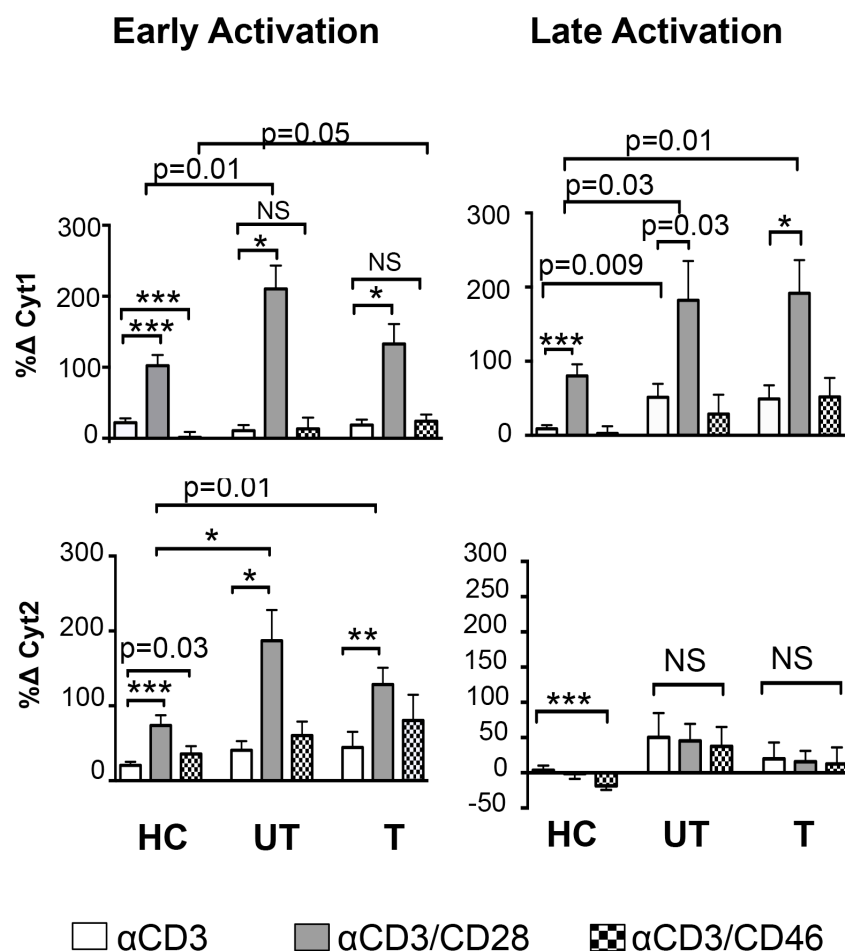 Early Activation
Late Activation
p=0.05
p=0.01
NS
*
NS
*
***
***
300
200
100
0
%Δ Cyt1
p=0.01
p=0.03
p=0.03
*
p=0.009
***
300
200
100
0
p=0.01
*
*
**
p=0.03
***
300
200
100
0
%Δ Cyt2
HC
UT
T
NS
NS
***
300
250
200
150
100
50
0
-50
HC
UT
T
αCD3
αCD3/CD28
αCD3/CD46